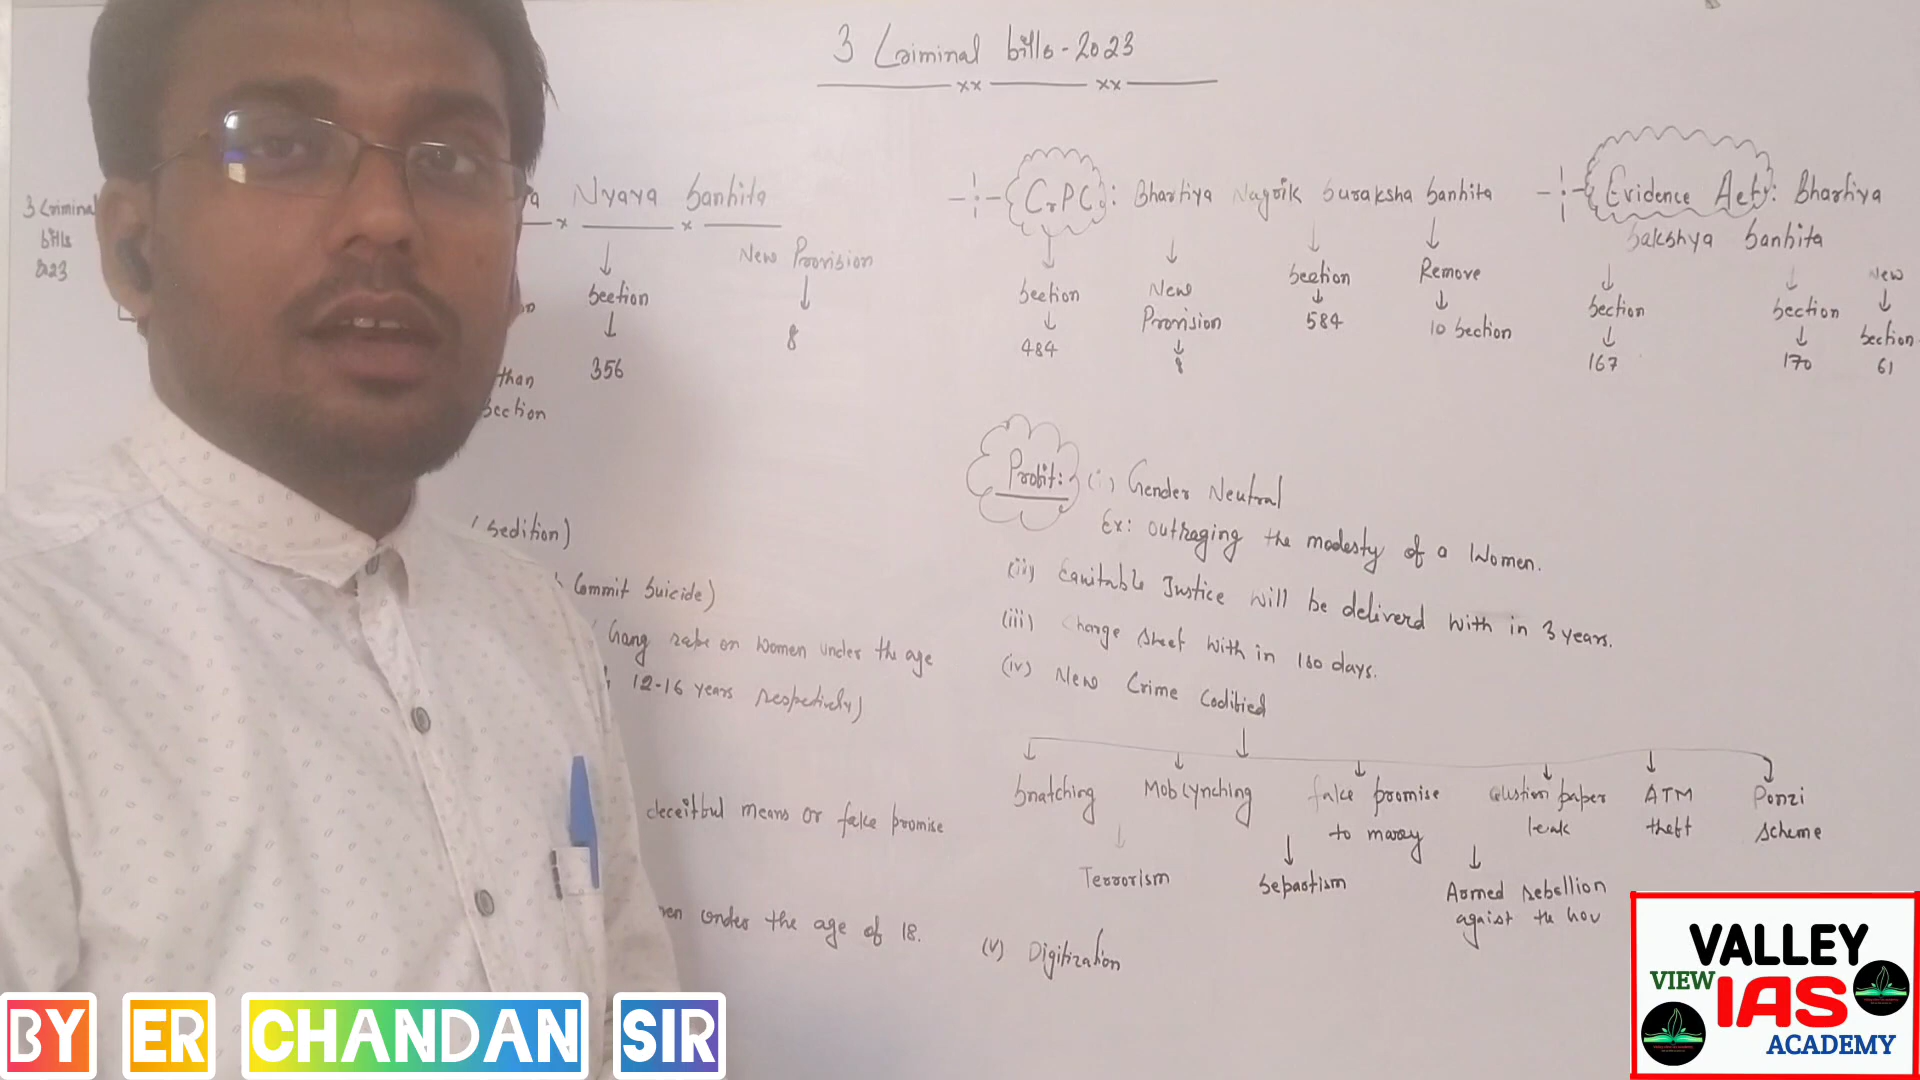 3 Criminal bills - 2023
3 Criminal
bills
2023
Nyaya Sanhita
Section
356
New Provision
8
than
Section
(Sedition)
Commit Suicide)
Gang rape on women under the age
12-16 years respectively)
deceitful means or fake promise
under the age of 18.
CrPC: Bhartiya Nagrik Suraksha Sanhita
Section
484
New
Provision
8
Section
584
Remove
10 Section
Evidence Act: Bhartiya
Sakshya Sanhita
Section
167
Section
170
New
Section
61
Profit: (i) Gender Neutral
Ex: outraging the modesty of a Women.
(ii) Equitable Justice will be deliverd with in 3 years.
(iii) Charge sheet with in 180 days.
(iv) New Crime Codified
Snatching
Mob Lynching
fake promise
to marry
Question paper
leak
ATM
theft
Ponzi
scheme
Terrorism
Sepratism
Armed rebellion
agaist the Gov
(v) Digitization
BY ER CHANDAN SIR
VALLEY
VIEW IAS
ACADEMY